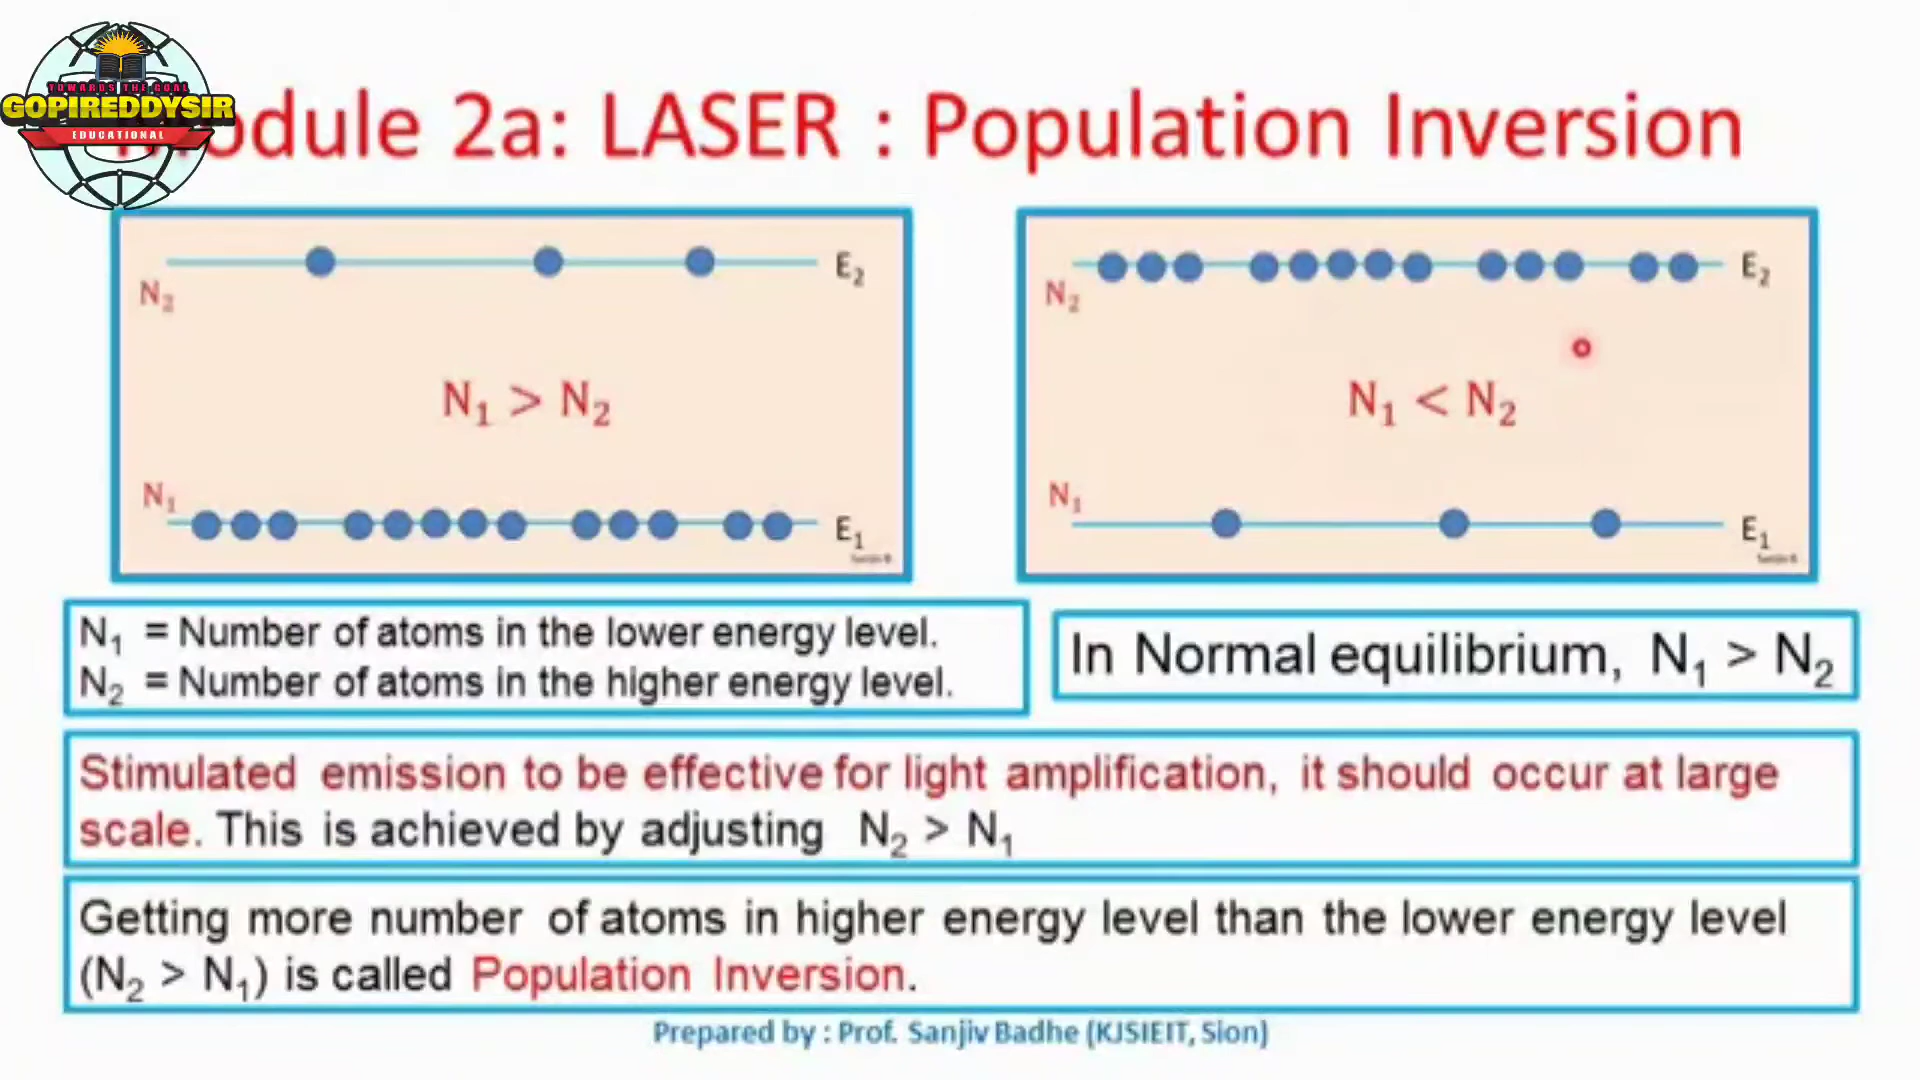 TOWARDS THE GOAL
GOPIREDDYSIR
EDUCATIONAL
Module 2a: LASER : Population Inversion
E2
N2
N1 > N2
N1
E1
E2
N2
N1 < N2
N1
E1
N1 = Number of atoms in the lower energy level.
N2 = Number of atoms in the higher energy level.
In Normal equilibrium, N1 > N2
Stimulated emission to be effective for light amplification, it should occur at large
scale. This is achieved by adjusting N2 > N1
Getting more number of atoms in higher energy level than the lower energy level
(N2 > N1) is called Population Inversion.
Prepared by : Prof. Sanjiv Badhe (KJSIEIT, Sion)